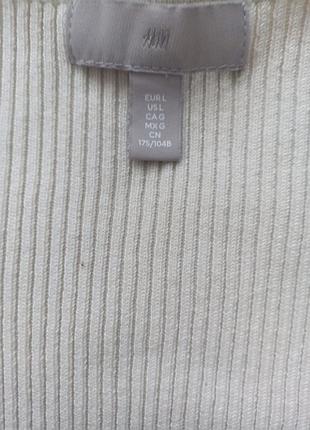 H&M
EUR L
US L
CA G
MX G
CN
175/104B